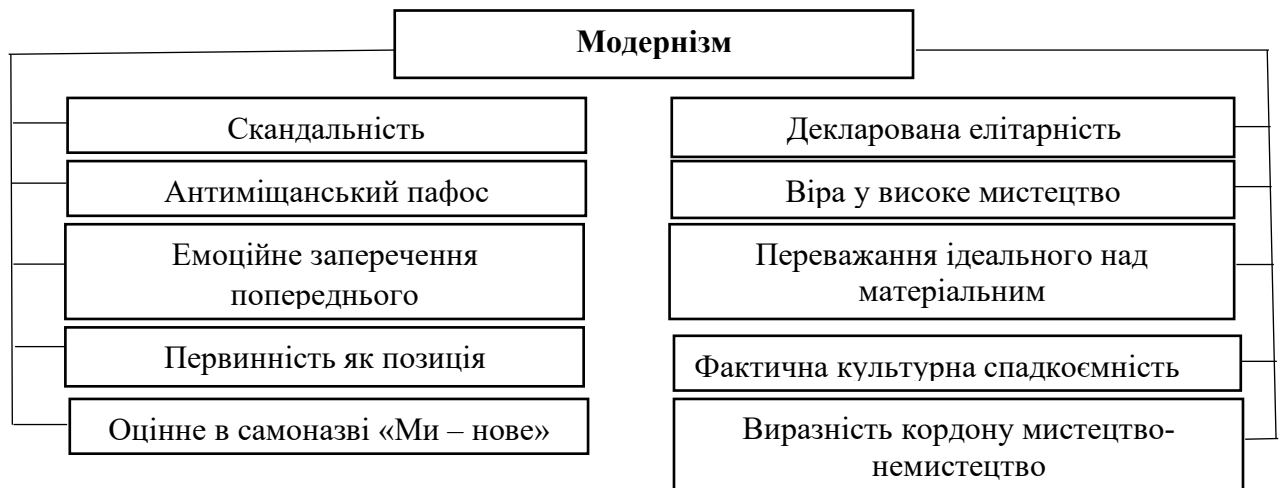 Модернізм
Скандальність
Антиміщанський пафос
Емоційне заперечення
попереднього
Первинність як позиція
Оцінне в самоназві «Ми – нове»
Декларована елітарність
Віра у високе мистецтво
Переважання ідеального над
матеріальним
Фактична культурна спадкоємність
Виразність кордону мистецтво-
немистецтво